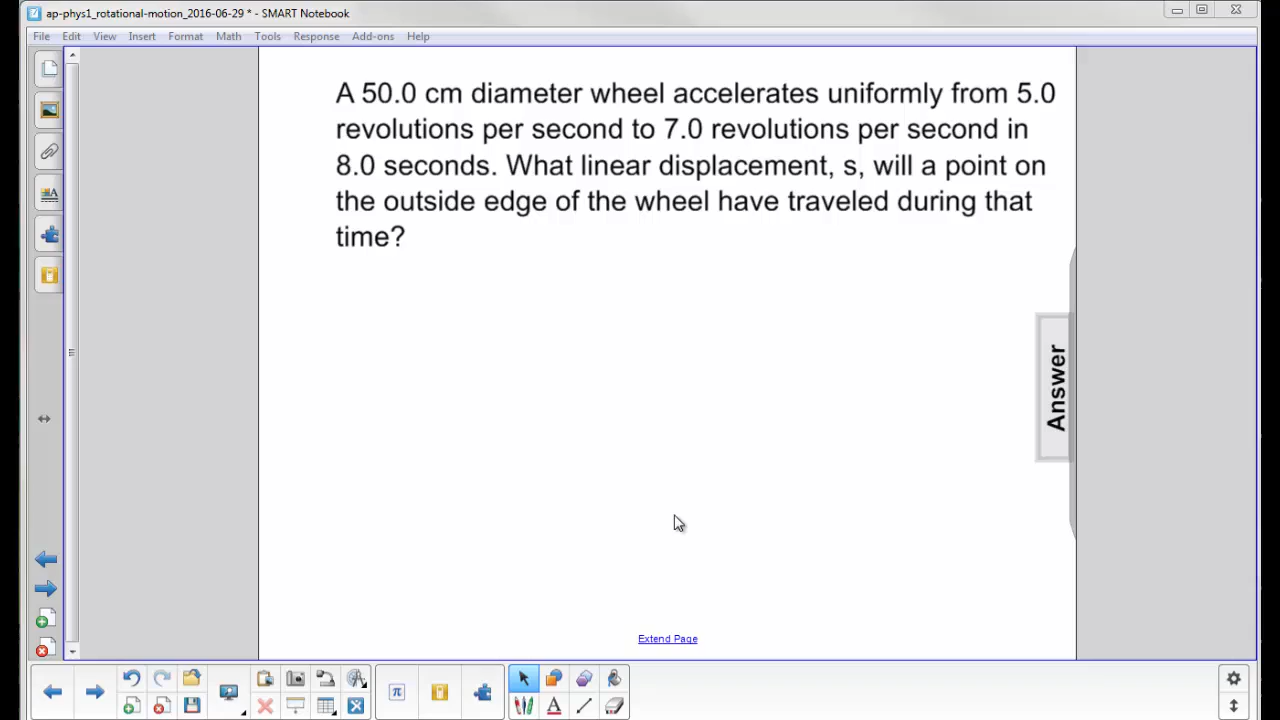 ap-phys1_rotational-motion_2016-06-29 * - SMART Notebook
File Edit View Insert Format Math Tools Response Add-ons Help
A 50.0 cm diameter wheel accelerates uniformly from 5.0
revolutions per second to 7.0 revolutions per second in
8.0 seconds. What linear displacement, s, will a point on
the outside edge of the wheel have traveled during that
time?
Answer
Extend Page
π
A